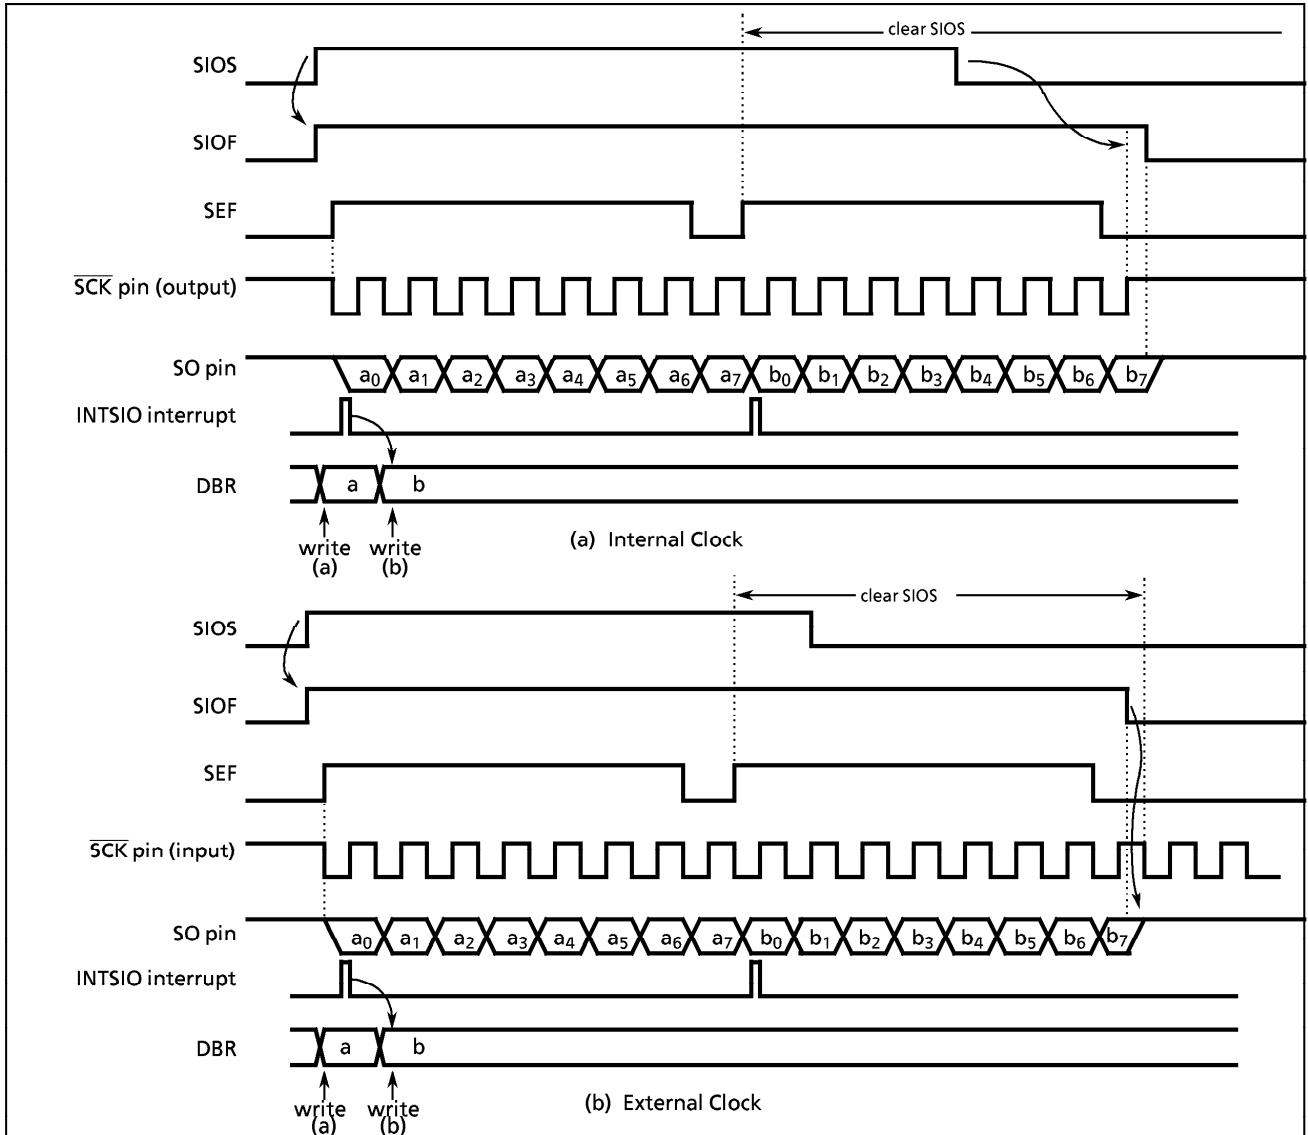 clear SIOS
SIOS
SIOF
SEF
SCK pin (output)
SO pin a0 a1 a2 a3 a4 a5 a6 a7 b0 b1 b2 b3 b4 b5 b6 b7
INTSIO interrupt
DBR a b
write (a) write (b)
(a) Internal Clock
clear SIOS
SIOS
SIOF
SEF
SCK pin (input)
SO pin a0 a1 a2 a3 a4 a5 a6 a7 b0 b1 b2 b3 b4 b5 b6 b7
INTSIO interrupt
DBR a b
write (a) write (b)
(b) External Clock